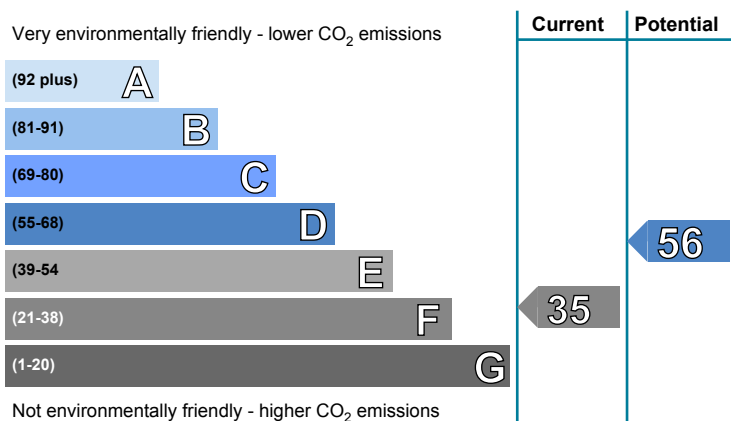 Very environmentally friendly - lower CO2 emissions
Current
Potential
(92 plus) A
(81-91) B
(69-80) C
(55-68) D
56
(39-54 E
(21-38) F
35
(1-20) G
Not environmentally friendly - higher CO2 emissions